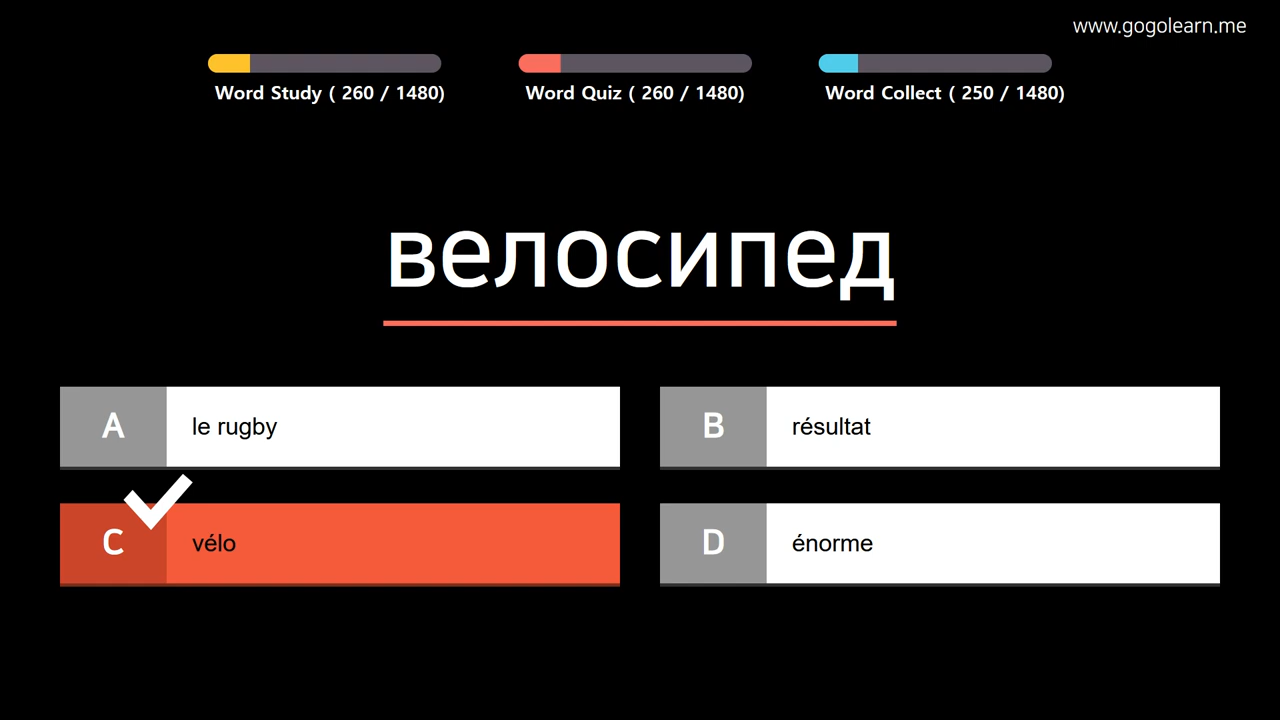 www.gogolearn.me
Word Study ( 260 / 1480)
Word Quiz ( 260 / 1480)
Word Collect ( 250 / 1480)
велосипед
A le rugby
B résultat
C vélo
D énorme